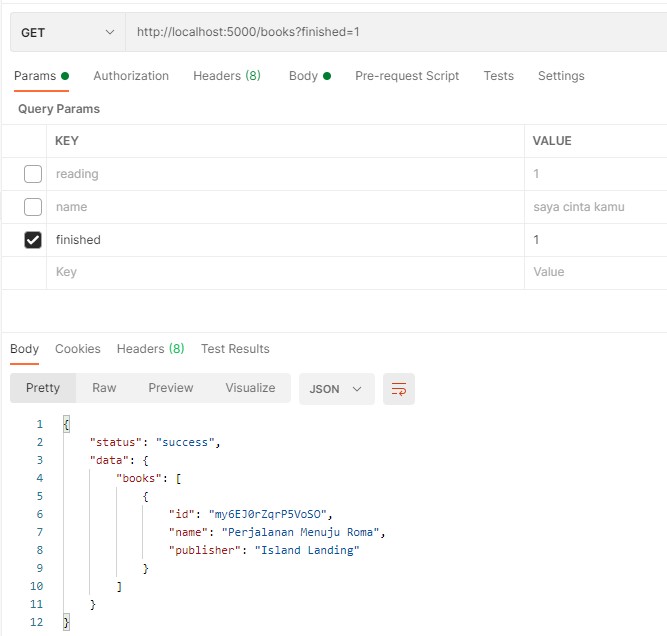 GET http://localhost:5000/books?finished=1
Params Authorization Headers (8) Body Pre-request Script Tests Settings
Query Params
KEY VALUE
reading 1
name saya cinta kamu
finished 1
Key Value
Body Cookies Headers (8) Test Results
Pretty Raw Preview Visualize JSON
1 {
2 "status": "success",
3 "data": {
4 "books": [
5 {
6 "id": "my6EJ0rZqrP5VoSO",
7 "name": "Perjalanan Menuju Roma",
8 "publisher": "Island Landing"
9 }
10 ]
11 }
12 }